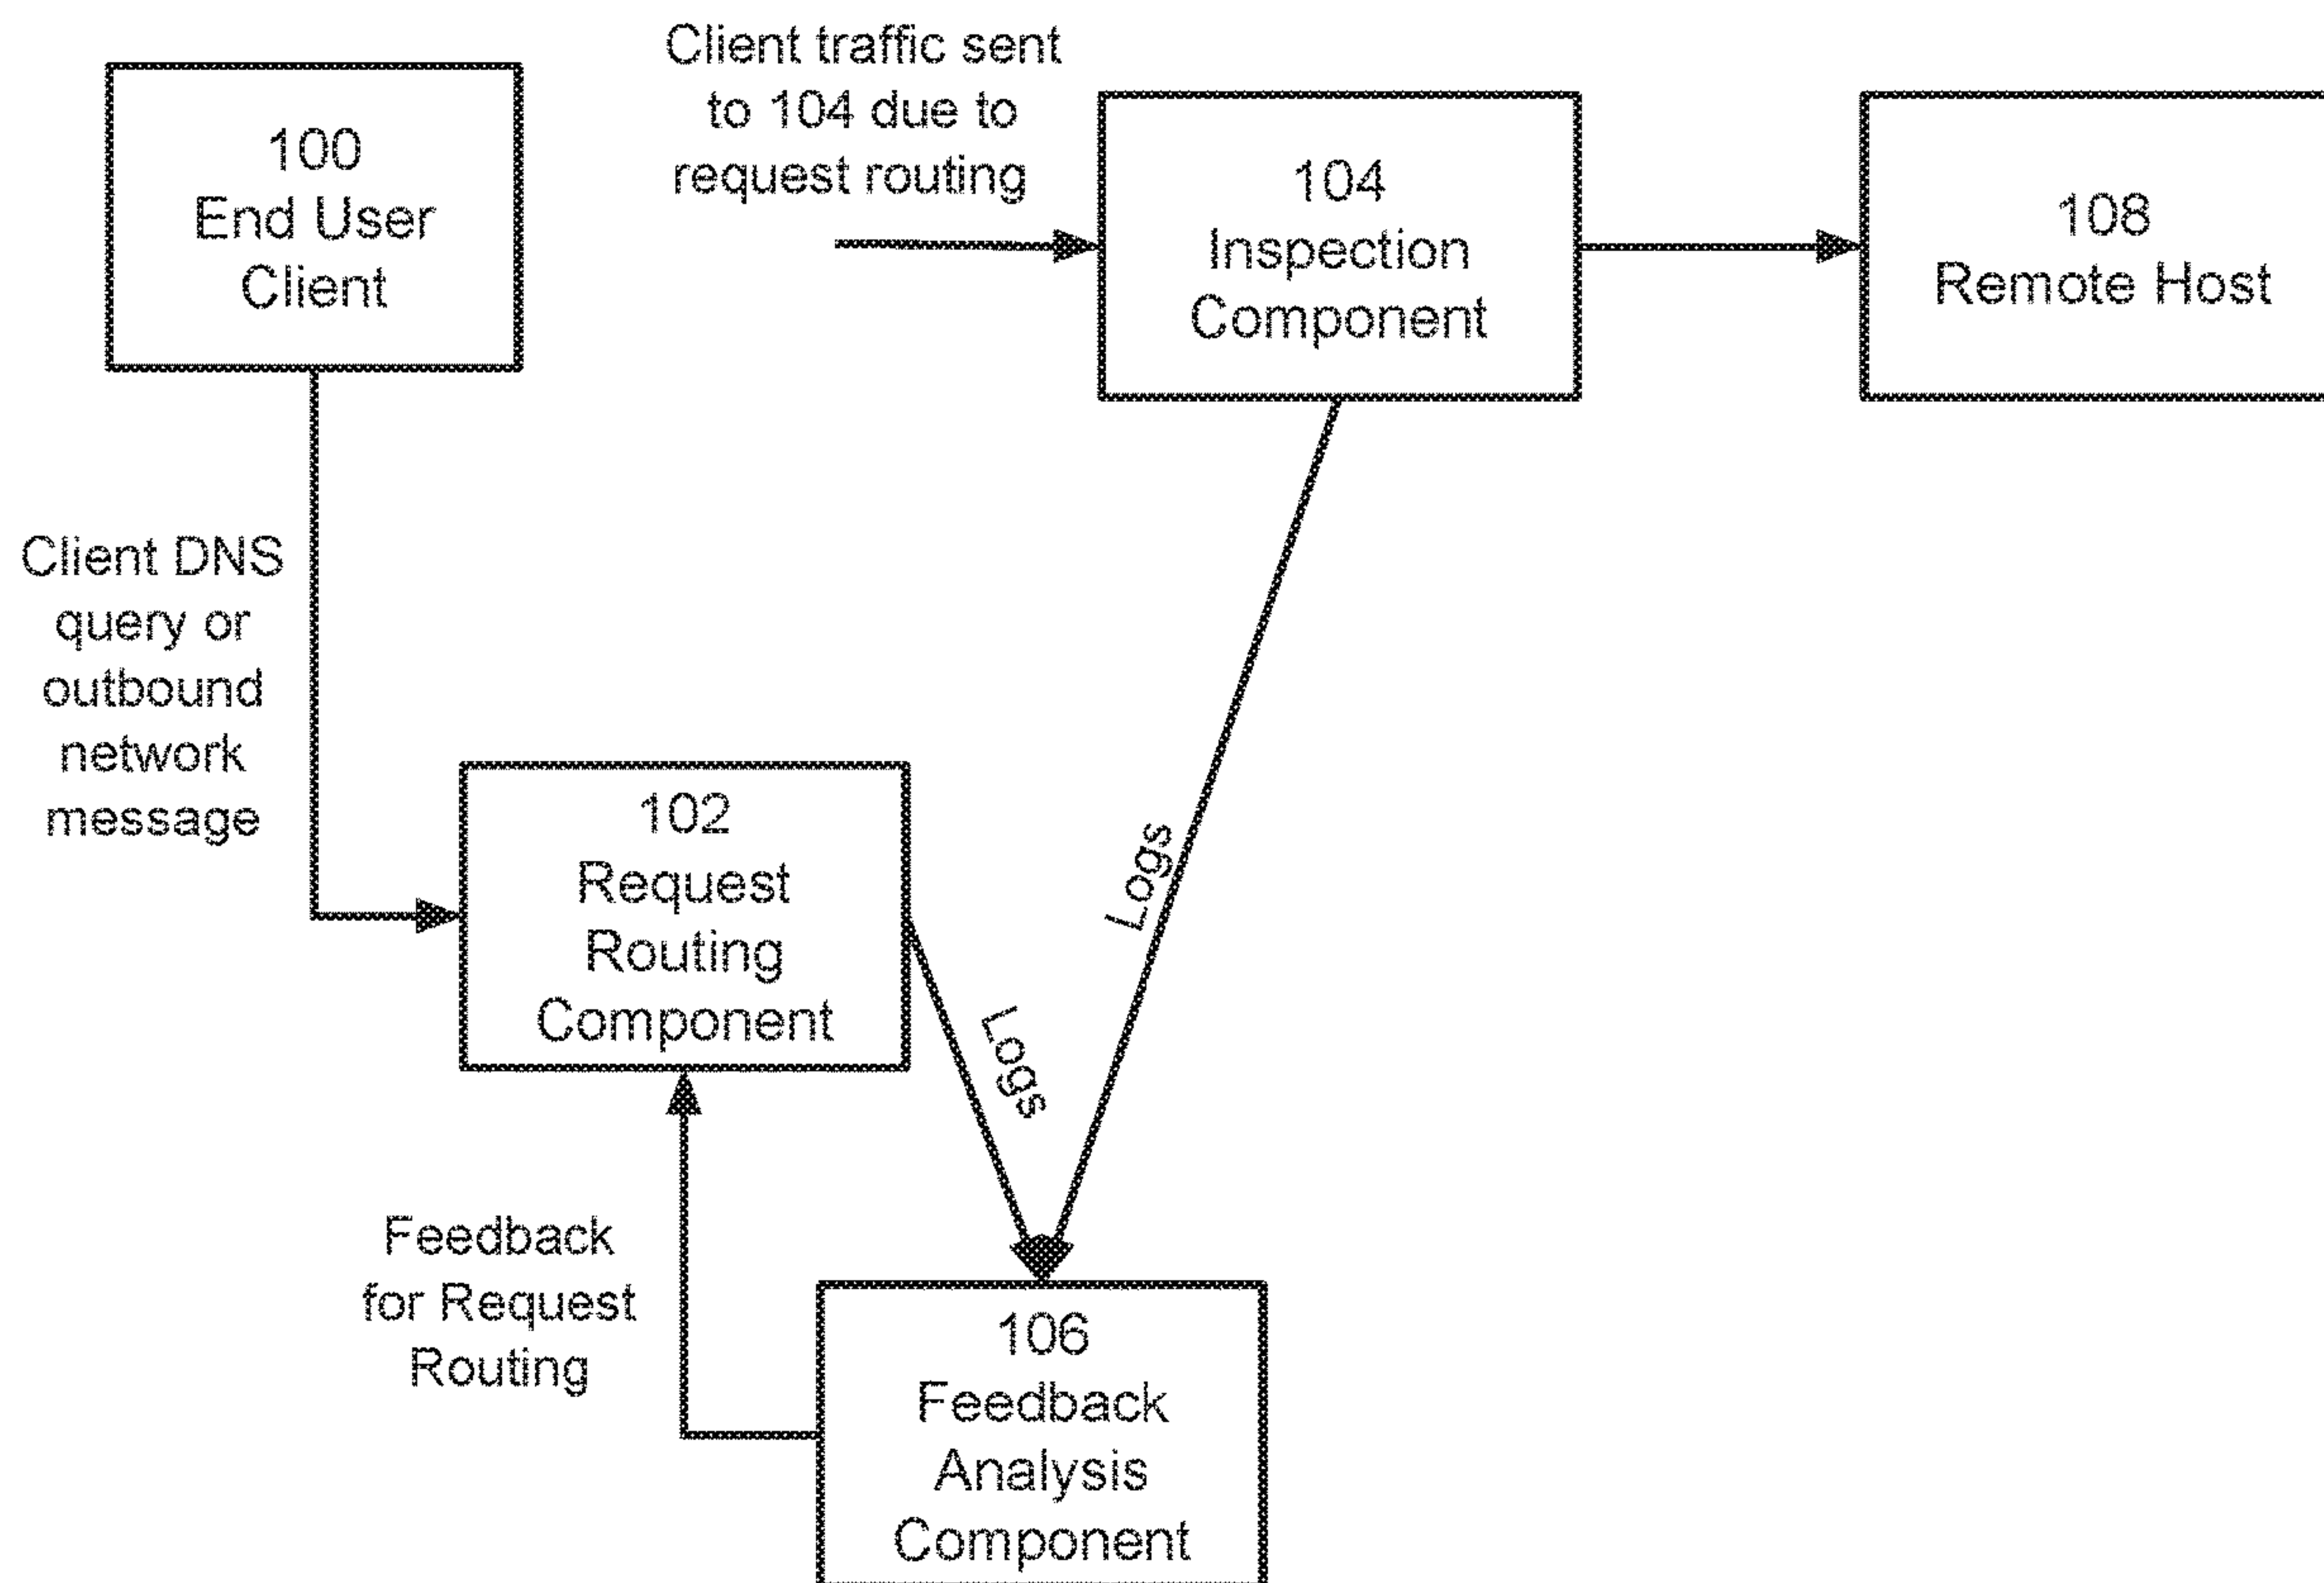 100
End User
Client
Client traffic sent
to 104 due to
request routing
104
Inspection
Component
108
Remote Host
Client DNS
query or
outbound
network
message
102
Request
Routing
Component
Logs
Logs
Feedback
for Request
Routing
106
Feedback
Analysis
Component